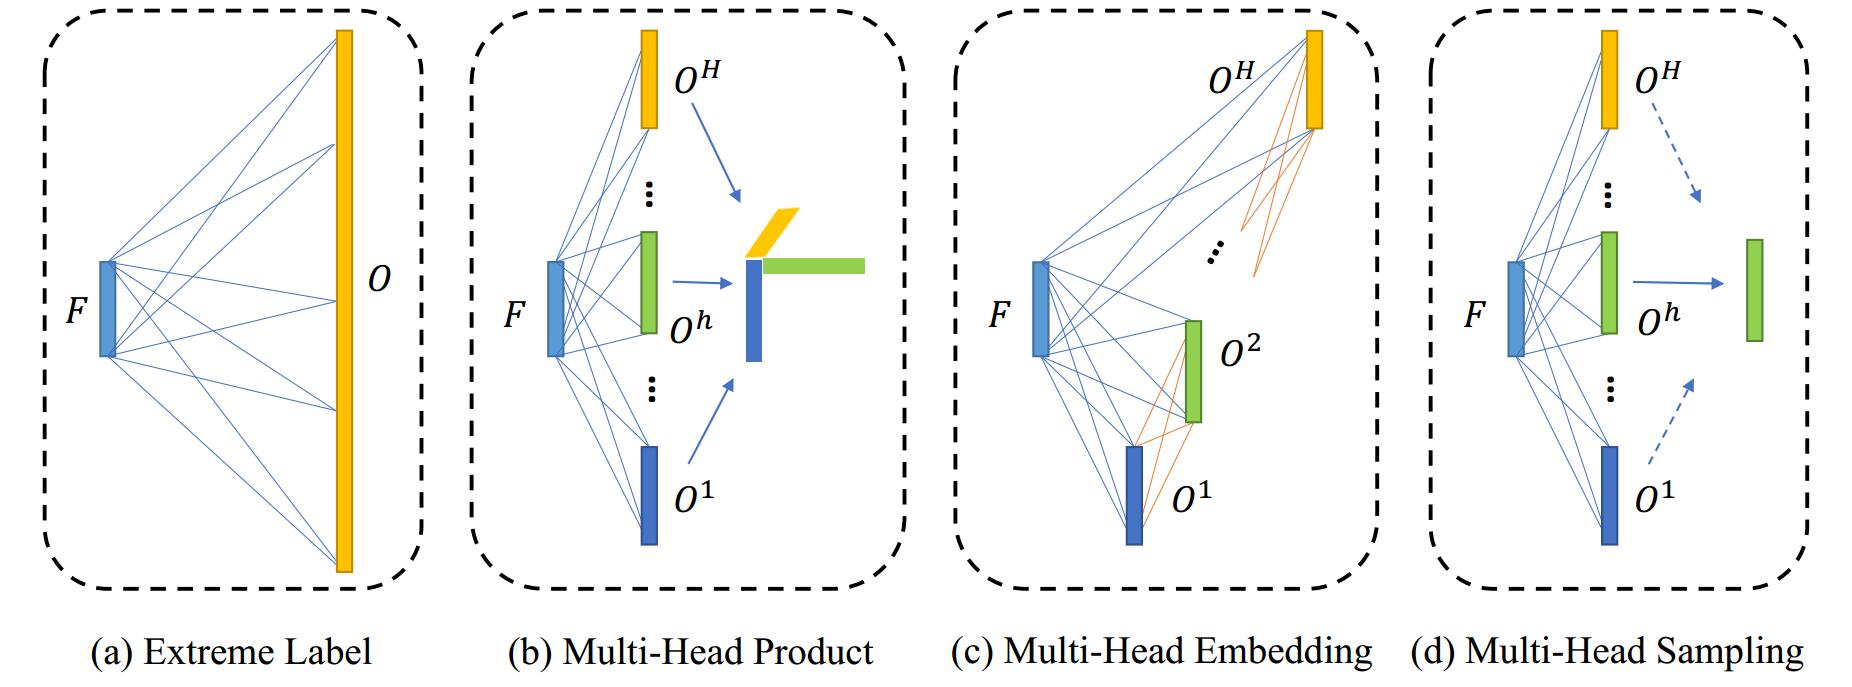 F
O
(a) Extreme Label
O^H
F
O^h
O^1
(b) Multi-Head Product
O^H
F
O^2
O^1
(c) Multi-Head Embedding
O^H
F
O^h
O^1
(d) Multi-Head Sampling